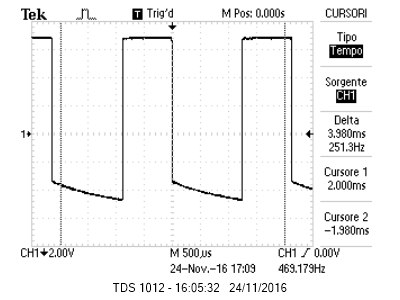 Tek T Trig'd M Pos: 0.000s CURSORI
Tipo
Tempo
Sorgente
CH1
Delta
3.980ms
251.3Hz
Cursore 1
2.000ms
Cursore 2
-1.980ms
1
CH1 2.00V M 500µs CH1 0.00V
24-Nov.-16 17:09 469.179Hz
TDS 1012 - 16:05:32 24/11/2016